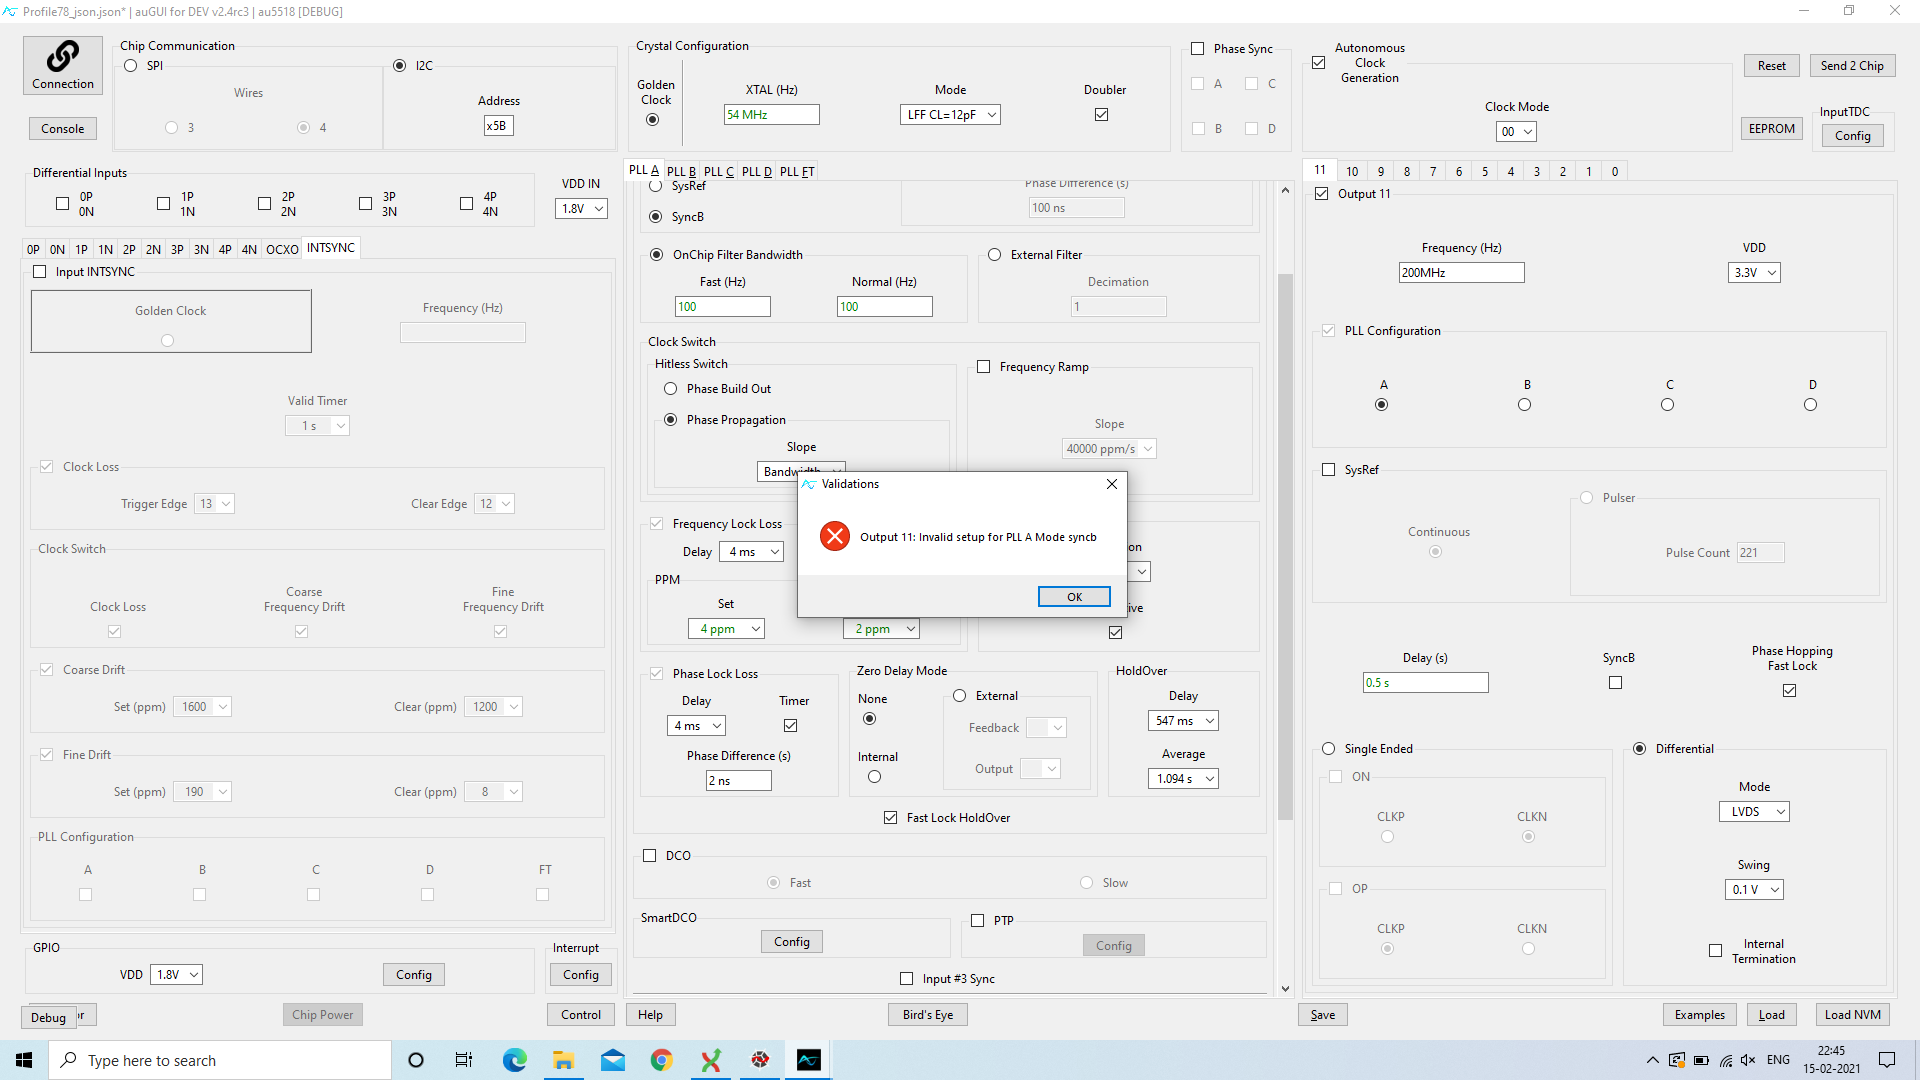 Profile78_json.json* | auGUI for DEV v2.4rc3 | au5518 [DEBUG]
Connection
Console
Chip Communication
SPI
Wires
3
4
I2C
Address
x5B
Crystal Configuration
Golden
Clock
XTAL (Hz)
54 MHz
Mode
LFF CL=12pF
Doubler
Phase Sync
A
C
B
D
Autonomous
Clock
Generation
Clock Mode
00
Reset
Send 2 Chip
EEPROM
InputTDC
Config
Differential Inputs
0P
0N
1P
1N
2P
2N
3P
3N
4P
4N
VDD IN
1.8V
0P 0N 1P 1N 2P 2N 3P 3N 4P 4N OCXO INTSYNC
Input INTSYNC
Golden Clock
Frequency (Hz)
Valid Timer
1 s
Clock Loss
Trigger Edge 13
Clear Edge 12
Clock Switch
Clock Loss
Coarse
Frequency Drift
Fine
Frequency Drift
Coarse Drift
Set (ppm) 1600
Clear (ppm) 1200
Fine Drift
Set (ppm) 190
Clear (ppm) 8
PLL Configuration
A
B
C
D
FT
GPIO
VDD 1.8V
Config
Interrupt
Config
PLL A PLL B PLL C PLL D PLL FT
SysRef
SyncB
Phase Difference (s)
100 ns
OnChip Filter Bandwidth
Fast (Hz)
100
Normal (Hz)
100
External Filter
Decimation
1
Clock Switch
Hitless Switch
Phase Build Out
Phase Propagation
Slope
Bandwidth
Frequency Ramp
Slope
40000 ppm/s
Validations
Output 11: Invalid setup for PLL A Mode syncb
OK
Frequency Lock Loss
Delay 4 ms
PPM
Set
4 ppm
2 ppm
on
ive
Phase Lock Loss
Delay
4 ms
Timer
Phase Difference (s)
2 ns
Zero Delay Mode
None
Internal
External
Feedback
Output
HoldOver
Delay
547 ms
Average
1.094 s
Fast Lock HoldOver
DCO
Fast
Slow
SmartDCO
Config
PTP
Config
Input #3 Sync
11 10 9 8 7 6 5 4 3 2 1 0
Output 11
Frequency (Hz)
200MHz
VDD
3.3V
PLL Configuration
A
B
C
D
SysRef
Continuous
Pulser
Pulse Count 221
Delay (s)
0.5 s
SyncB
Phase Hopping
Fast Lock
Single Ended
ON
CLKP
CLKN
OP
CLKP
CLKN
Differential
Mode
LVDS
Swing
0.1 V
Internal
Termination
Debug
or
Chip Power
Control
Help
Bird's Eye
Save
Examples
Load
Load NVM
Type here to search
ENG
22:45
15-02-2021